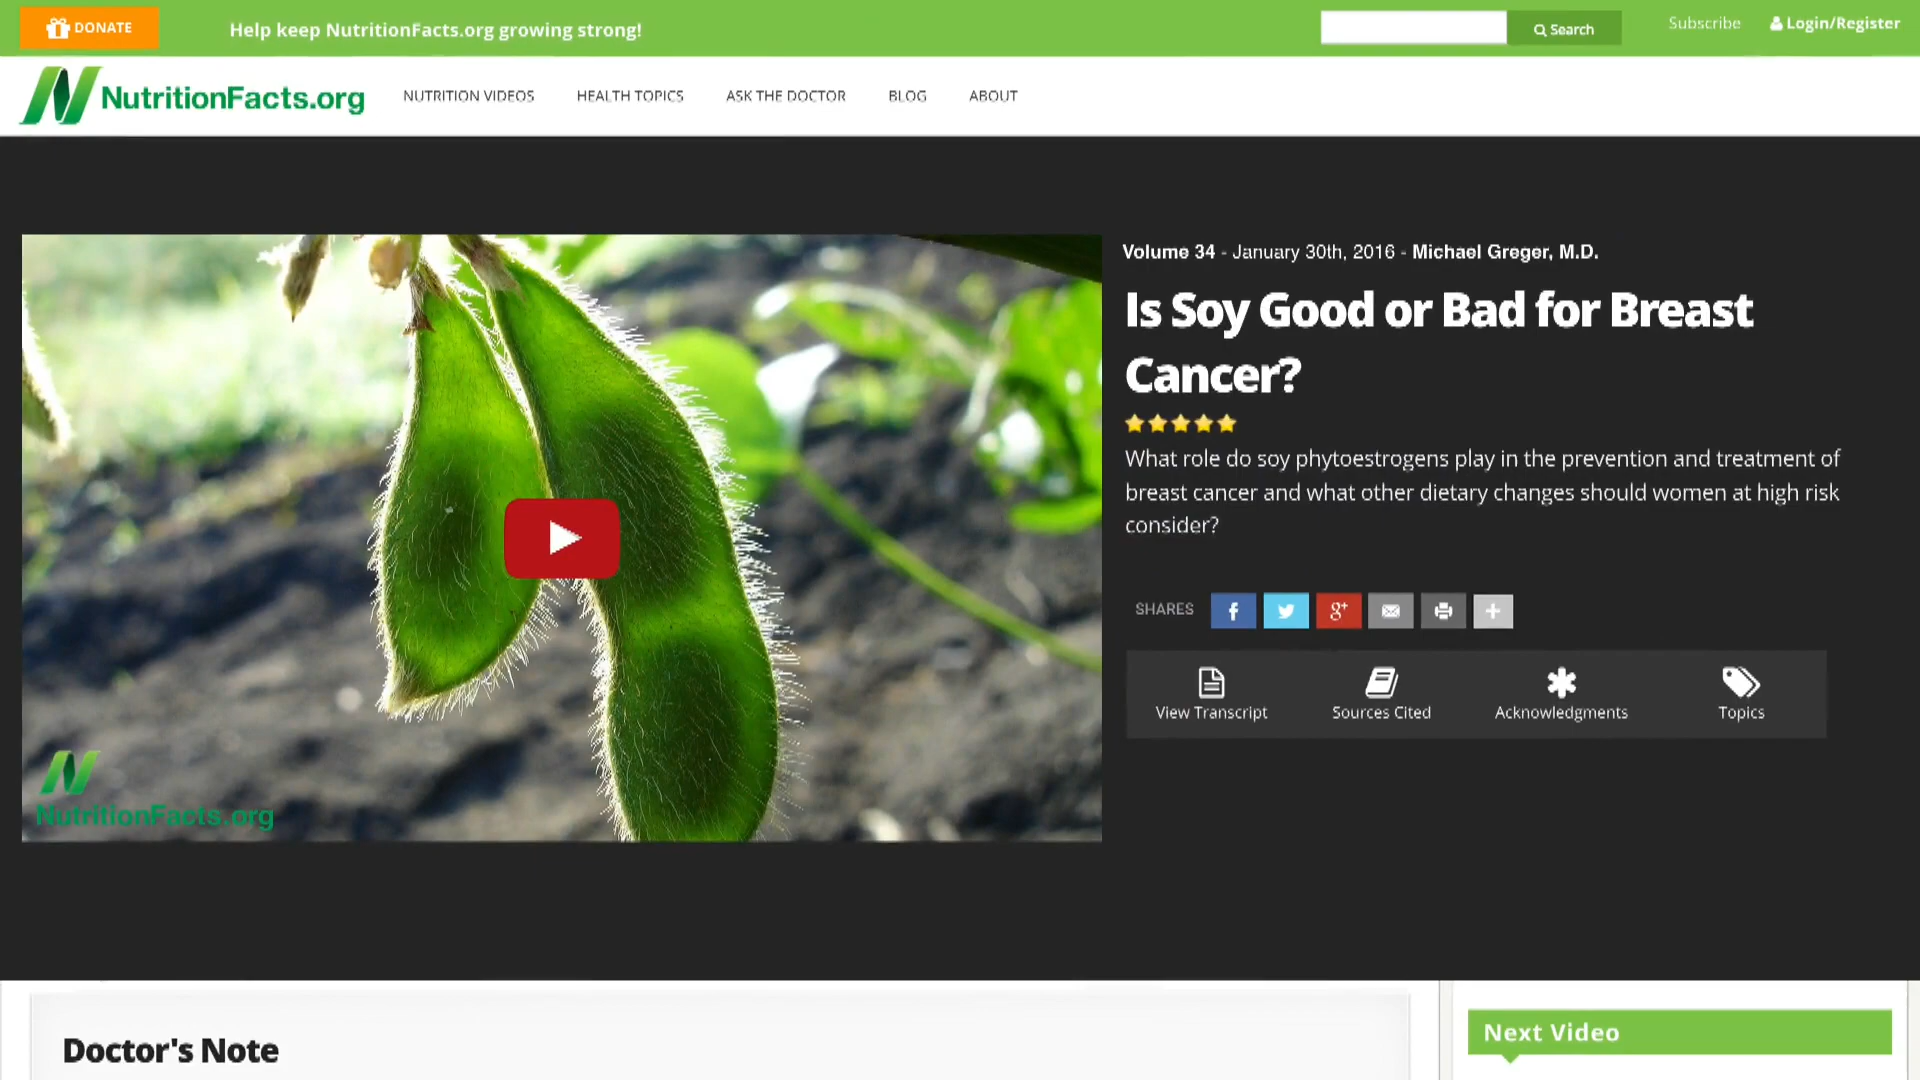 DONATE
Help keep NutritionFacts.org growing strong!
Search
Subscribe
Login/Register
NutritionFacts.org
NUTRITION VIDEOS
HEALTH TOPICS
ASK THE DOCTOR
BLOG
ABOUT
Volume 34 - January 30th, 2016 - Michael Greger, M.D.
Is Soy Good or Bad for Breast
Cancer?
What role do soy phytoestrogens play in the prevention and treatment of
breast cancer and what other dietary changes should women at high risk
consider?
SHARES
View Transcript
Sources Cited
Acknowledgments
Topics
NutritionFacts.org
Doctor's Note
Next Video